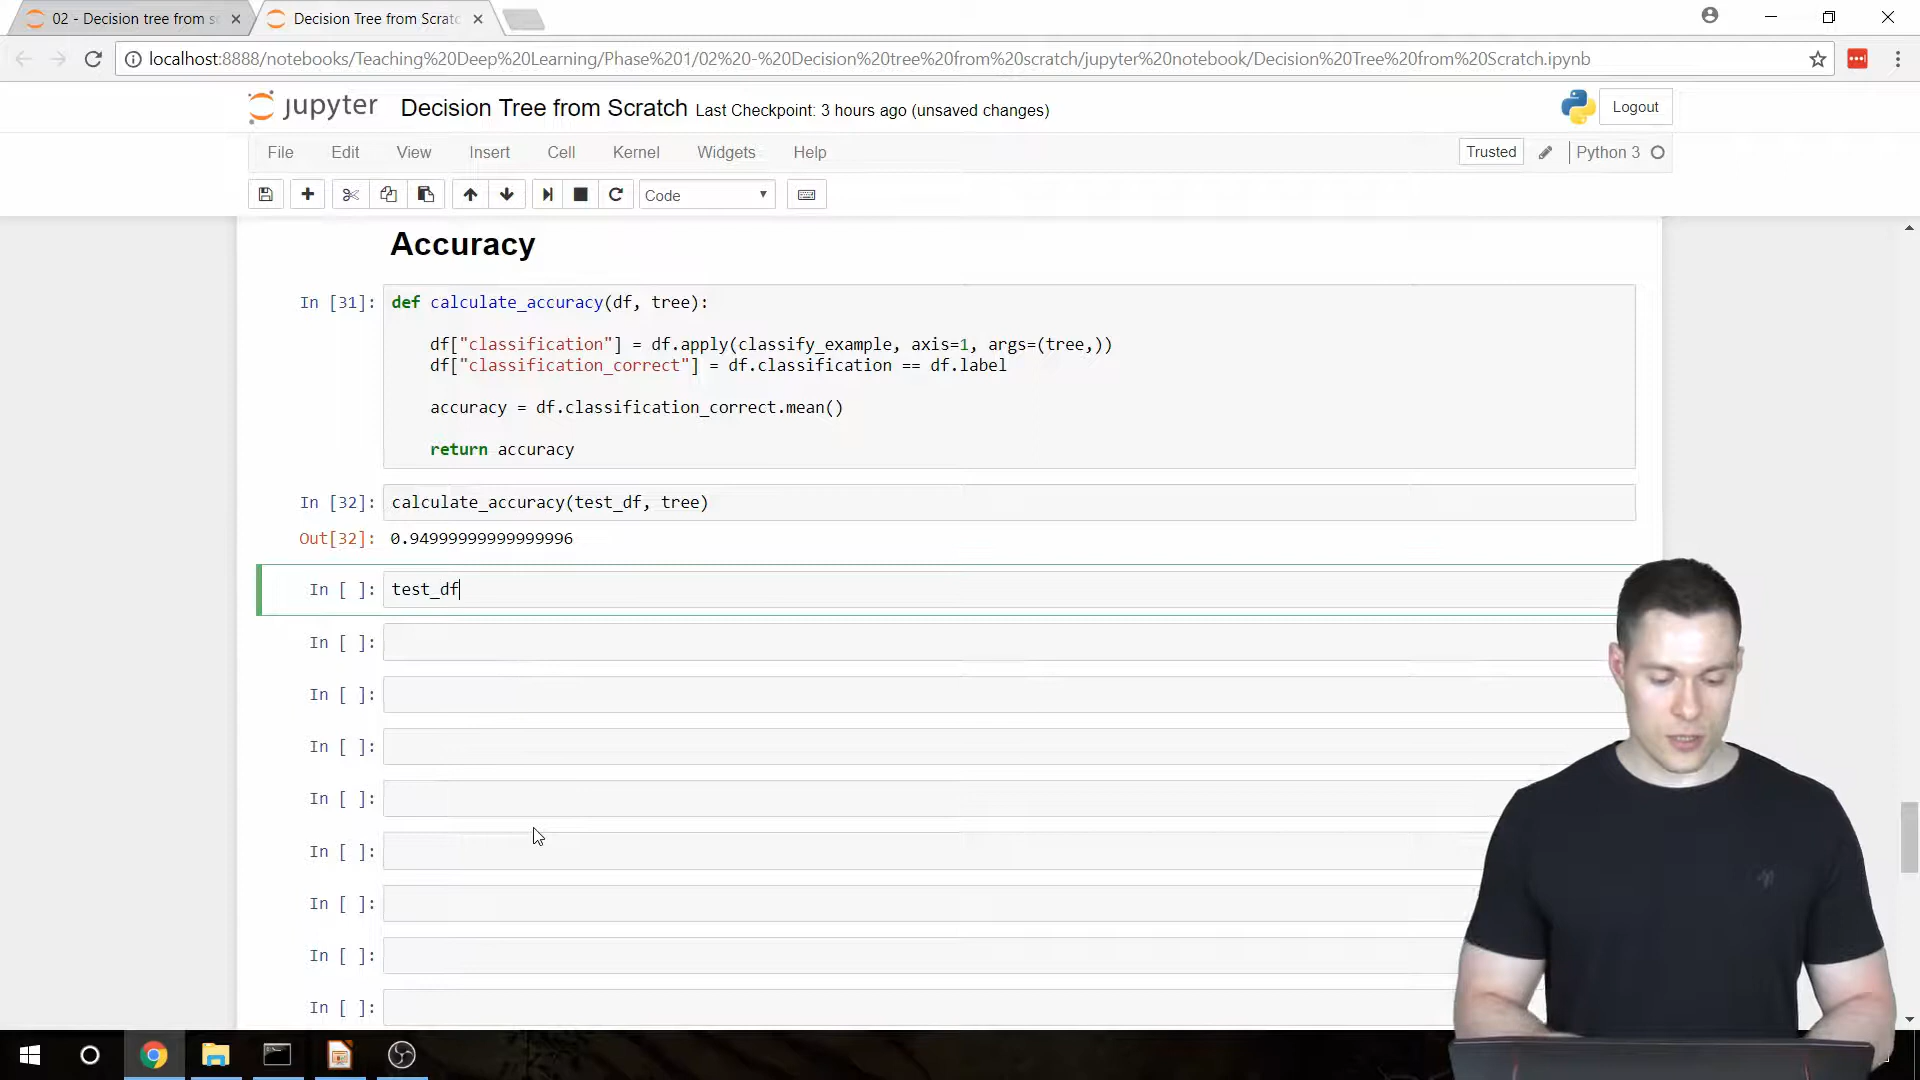 02 - Decision tree from s
Decision Tree from Scratc
localhost:8888/notebooks/Teaching%20Deep%20Learning/Phase%201/02%20-%20Decision%20tree%20from%20scratch/jupyter%20notebook/Decision%20Tree%20from%20Scratch.ipynb
jupyter Decision Tree from Scratch Last Checkpoint: 3 hours ago (unsaved changes)
Logout
File Edit View Insert Cell Kernel Widgets Help
Trusted Python 3
Code
Accuracy
In [31]: def calculate_accuracy(df, tree):
df["classification"] = df.apply(classify_example, axis=1, args=(tree,))
df["classification_correct"] = df.classification == df.label
accuracy = df.classification_correct.mean()
return accuracy
In [32]: calculate_accuracy(test_df, tree)
Out[32]: 0.94999999999999996
In [ ]: test_df
In [ ]:
In [ ]:
In [ ]:
In [ ]:
In [ ]:
In [ ]:
In [ ]:
In [ ]: